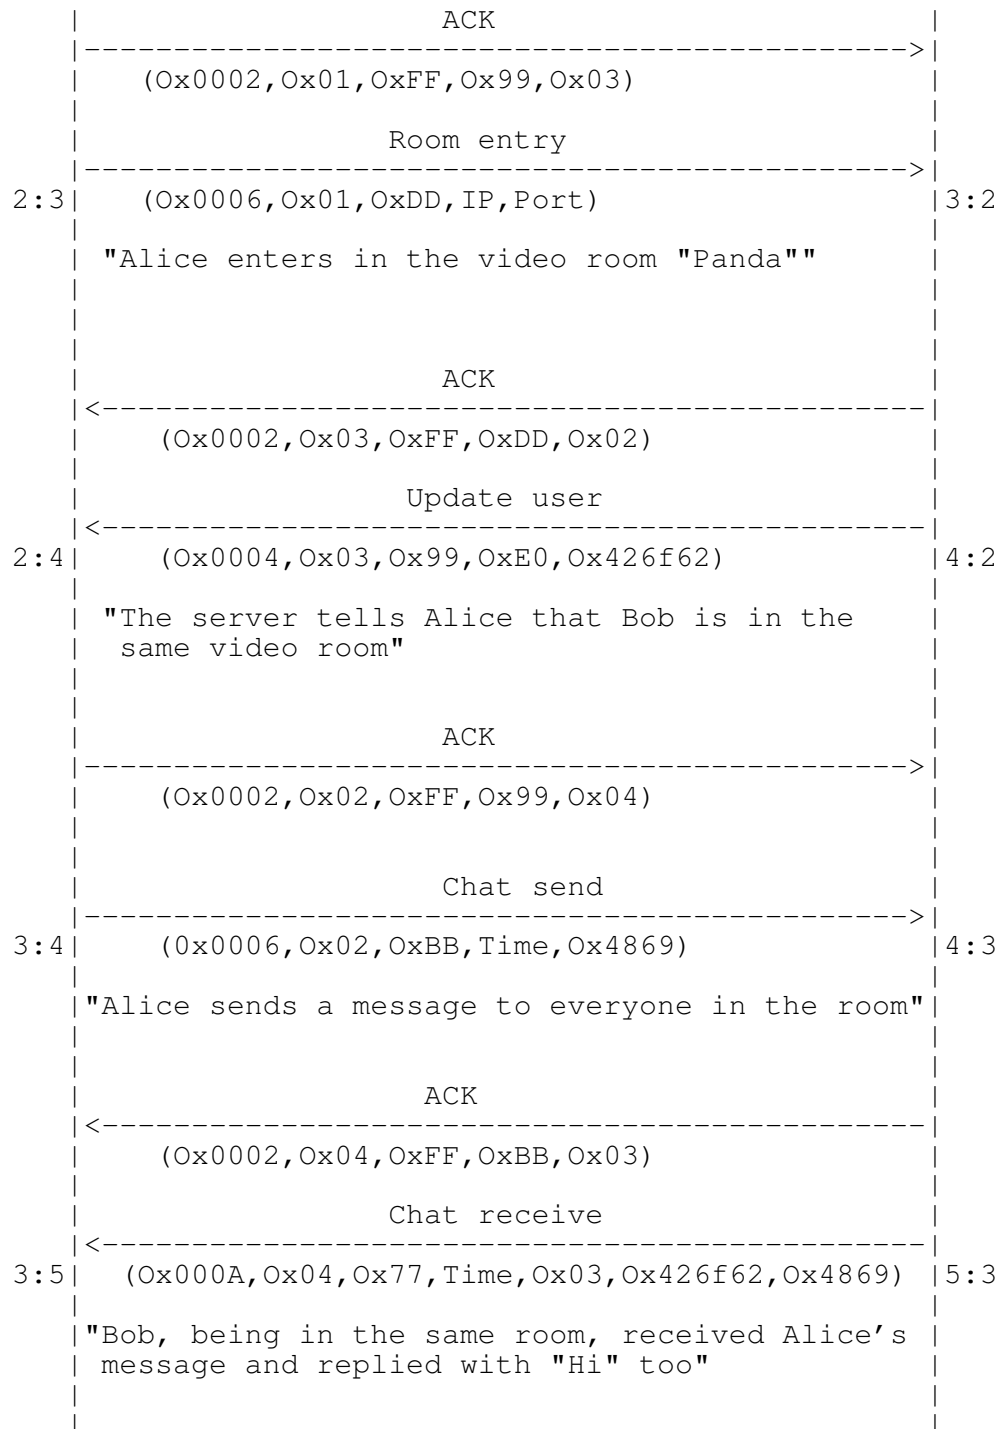 |                    ACK                        |
|---------------------------------------------->|
|   (Ox0002,Ox01,OxFF,Ox99,Ox03)                |
|                 Room entry                    |
|---------------------------------------------->|
2:3|   (Ox0006,Ox01,OxDD,IP,Port)                  |3:2
| "Alice enters in the video room "Panda""      |
|                    ACK                        |
|<----------------------------------------------|
|    (Ox0002,Ox03,OxFF,OxDD,Ox02)               |
|                  Update user                  |
|<----------------------------------------------|
2:4|    (Ox0004,Ox03,Ox99,OxE0,Ox426f62)           |4:2
| "The server tells Alice that Bob is in the    |
|  same video room"                             |
|                    ACK                        |
|---------------------------------------------->|
|    (Ox0002,Ox02,OxFF,Ox99,Ox04)               |
|                    Chat send                  |
|---------------------------------------------->|
3:4|    (0x0006,Ox02,OxBB,Time,Ox4869)             |4:3
|"Alice sends a message to everyone in the room"|
|                   ACK                         |
|<----------------------------------------------|
|    (Ox0002,Ox04,OxFF,OxBB,Ox03)               |
|                 Chat receive                  |
|<----------------------------------------------|
3:5|  (Ox000A,Ox04,Ox77,Time,Ox03,Ox426f62,Ox4869) |5:3
|"Bob, being in the same room, received Alice’s |
| message and replied with "Hi" too"            |